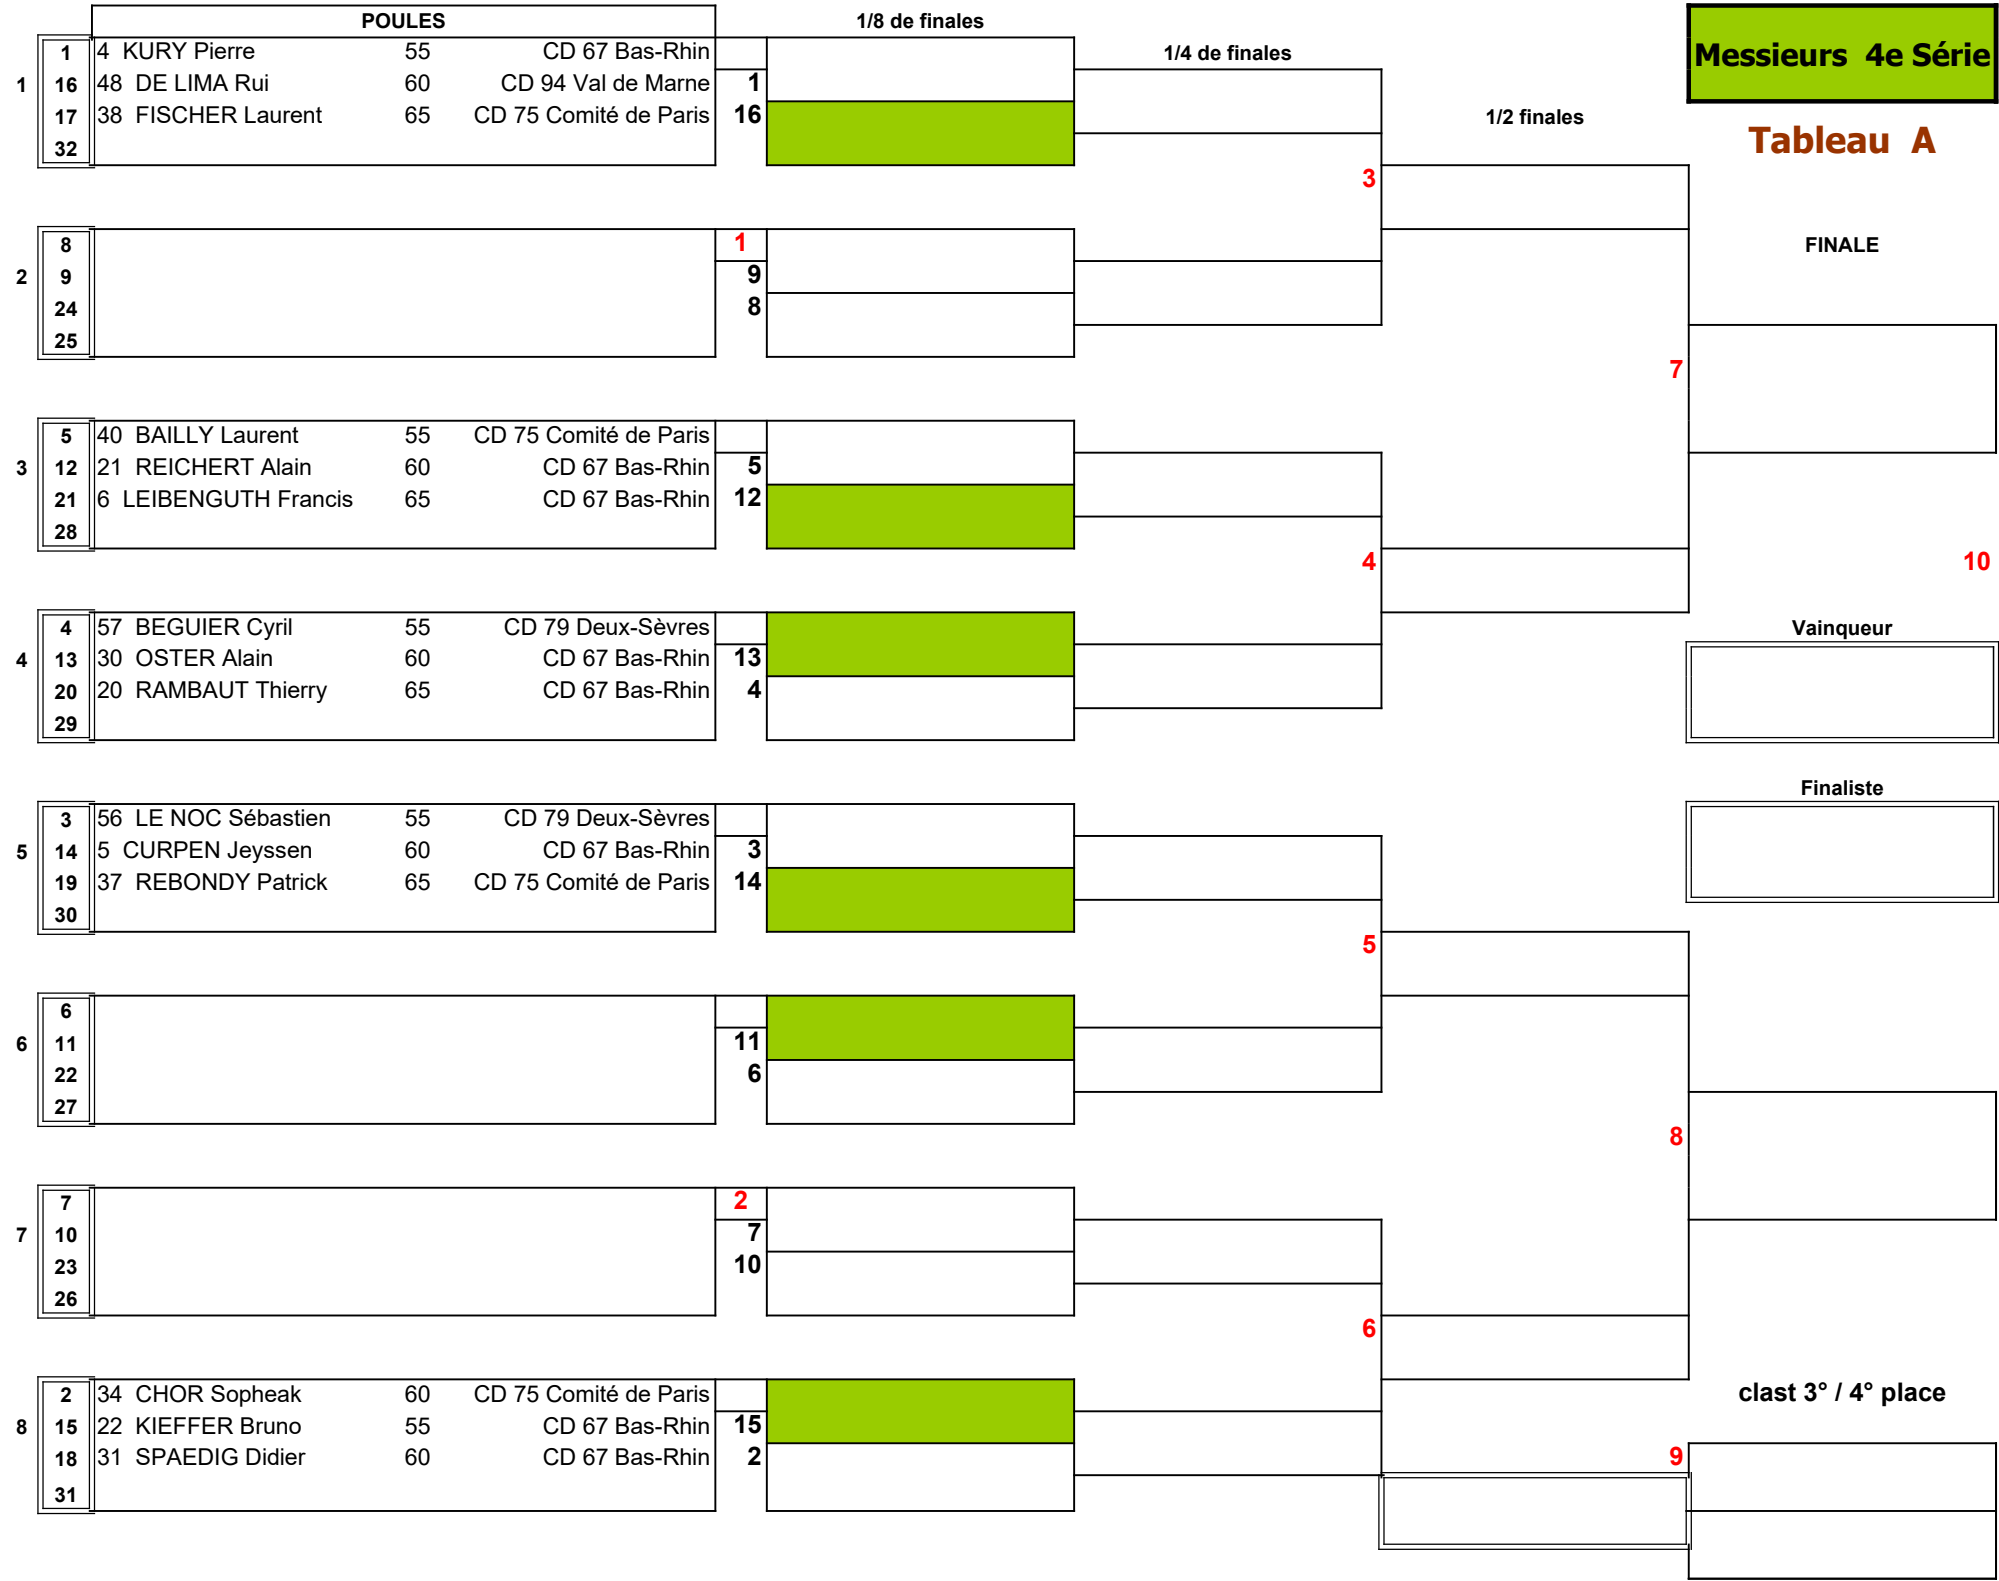 POULES
1/8 de finales
1/4 de finales
1/2 finales
Messieurs 4e Série
Tableau A
FINALE
1
1 4 KURY Pierre 55 CD 67 Bas-Rhin
16 48 DE LIMA Rui 60 CD 94 Val de Marne 1
17 38 FISCHER Laurent 65 CD 75 Comité de Paris 16
32
3
2
8 1
9 9
24 8
25
7
3
5 40 BAILLY Laurent 55 CD 75 Comité de Paris
12 21 REICHERT Alain 60 CD 67 Bas-Rhin 5
21 6 LEIBENGUTH Francis 65 CD 67 Bas-Rhin 12
28
4
10
4
4 57 BEGUIER Cyril 55 CD 79 Deux-Sèvres
13 30 OSTER Alain 60 CD 67 Bas-Rhin 13
20 20 RAMBAUT Thierry 65 CD 67 Bas-Rhin 4
29
Vainqueur
Finaliste
5
3 56 LE NOC Sébastien 55 CD 79 Deux-Sèvres
14 5 CURPEN Jeyssen 60 CD 67 Bas-Rhin 3
19 37 REBONDY Patrick 65 CD 75 Comité de Paris 14
30
5
6
6
11 11
22 6
27
8
7
7 2
10 7
23 10
26
6
8
2 34 CHOR Sopheak 60 CD 75 Comité de Paris
15 22 KIEFFER Bruno 55 CD 67 Bas-Rhin 15
18 31 SPAEDIG Didier 60 CD 67 Bas-Rhin 2
31
clast 3° / 4° place
9